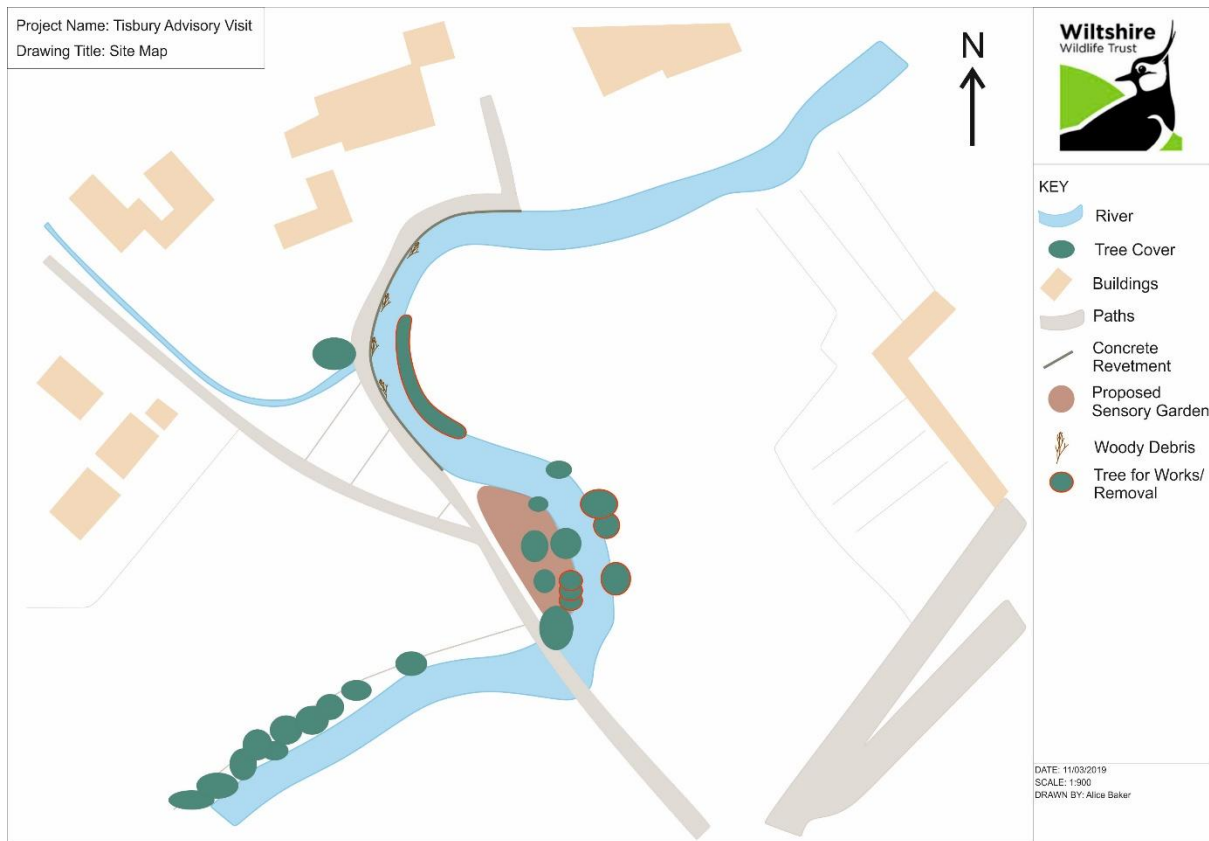 Project Name: Tisbury Advisory Visit
Drawing Title: Site Map
N
Wiltshire
Wildlife Trust
KEY
River
Tree Cover
Buildings
Paths
Concrete
Revetment
Proposed
Sensory Garden
Woody Debris
Tree for Works/
Removal
DATE: 11/03/2019
SCALE: 1:900
DRAWN BY: Alice Baker